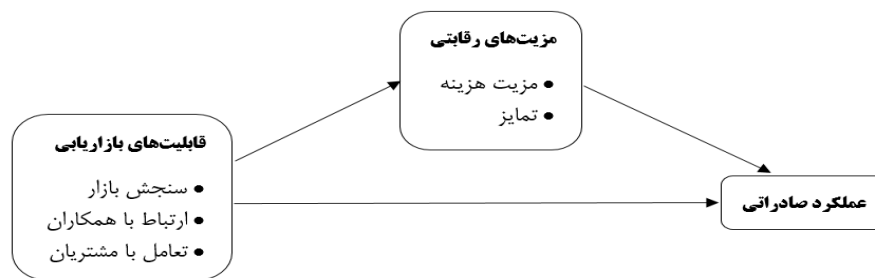 مزیت‌های رقابتی
● مزیت هزینه
● تمایز
قابلیت‌های بازاریابی
● سنجش بازار
● ارتباط با همکاران
● تعامل با مشتریان
عملکرد صادراتی